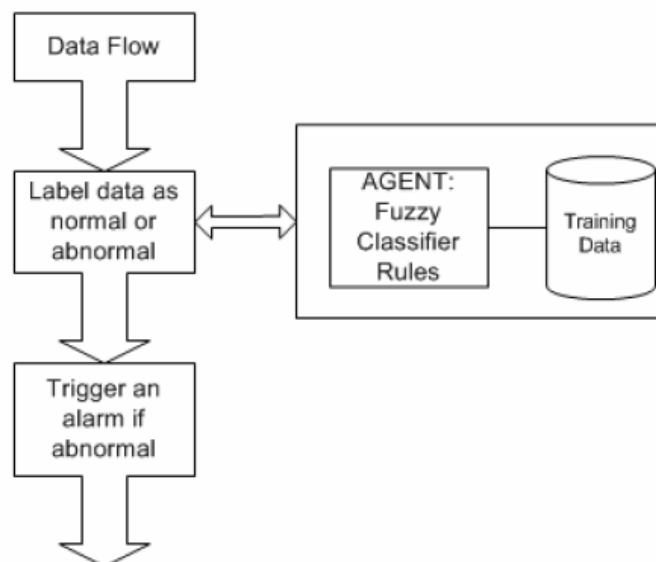 Data Flow
Label data as
normal or
abnormal
AGENT:
Fuzzy
Classifier
Rules
Training
Data
Trigger an
alarm if
abnormal